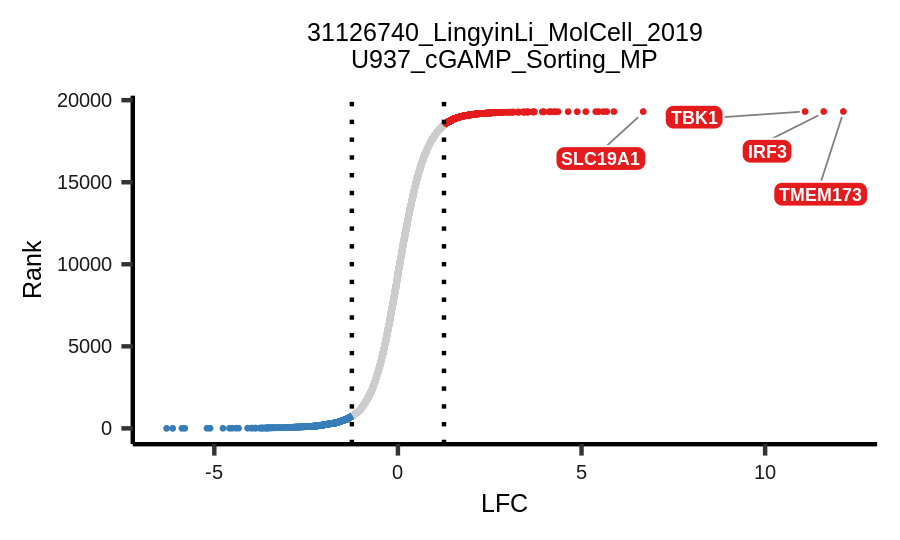 31126740_LingyinLi_MolCell_2019
U937_cGAMP_Sorting_MP
20000
15000
10000
5000
0
Rank
TBK1
IRF3
SLC19A1
TMEM173
-5
0
5
10
LFC